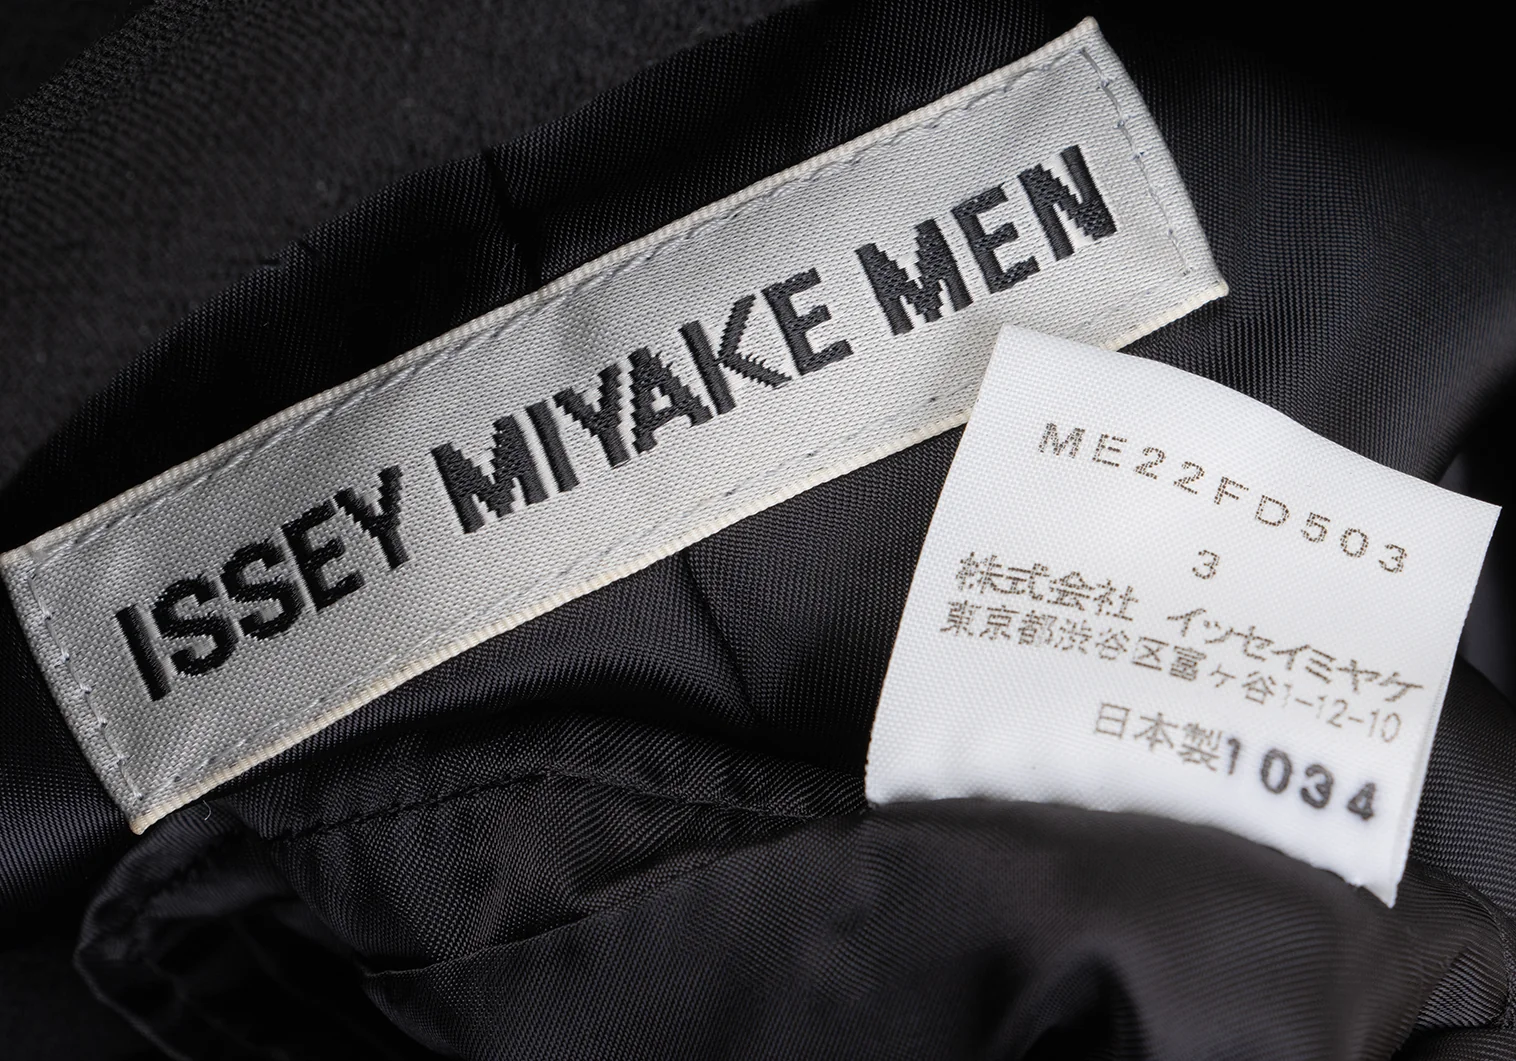 ISSEY MIYAKE MEN
ME22FD503
3
株式会社 イッセイミヤケ
東京都渋谷区富ヶ谷1-12-10
日本製1034